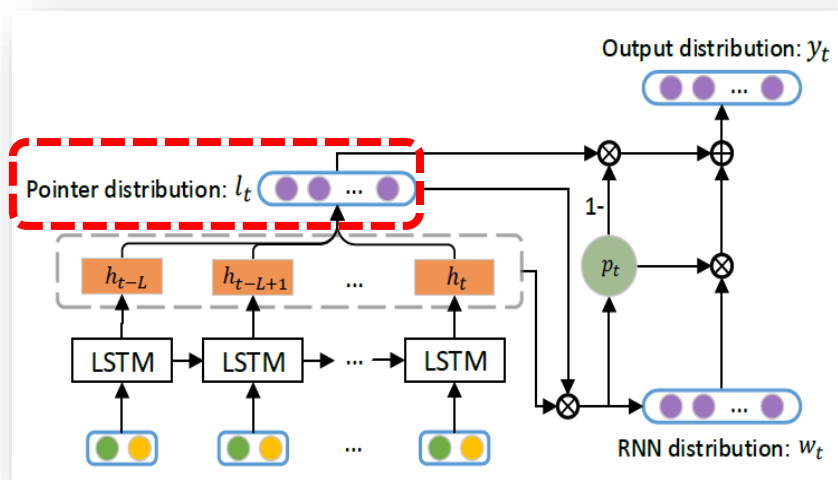 Output distribution: y_t
...
Pointer distribution: l_t
...
1-
h_{t-L}
h_{t-L+1}
...
h_t
p_t
LSTM
LSTM
...
LSTM
...
RNN distribution: w_t
...